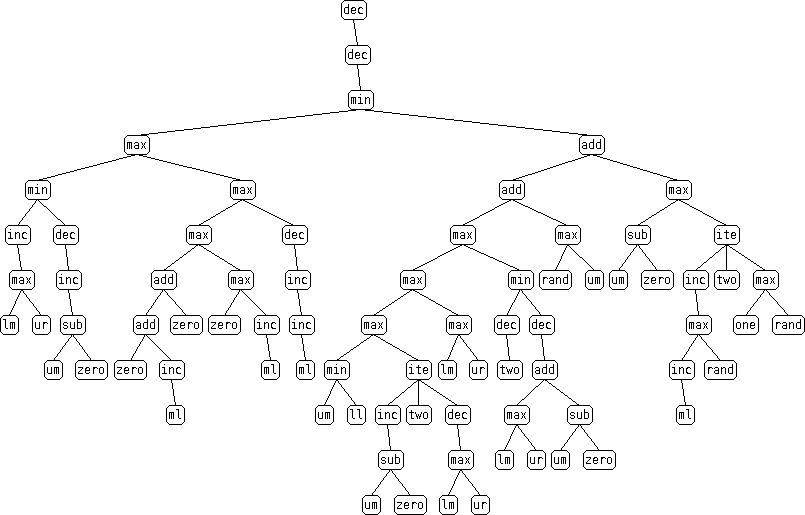 dec
dec
min
max add
min max add max
inc dec max dec max max sub ite
max inc add max inc max min rand um um zero inc two max
lm ur sub add zero zero inc inc max max dec dec max one rand
um zero zero inc ml ml min ite lm ur two add inc rand
ml um ll inc two dec max sub ml
sub max lm ur um zero
um zero lm ur